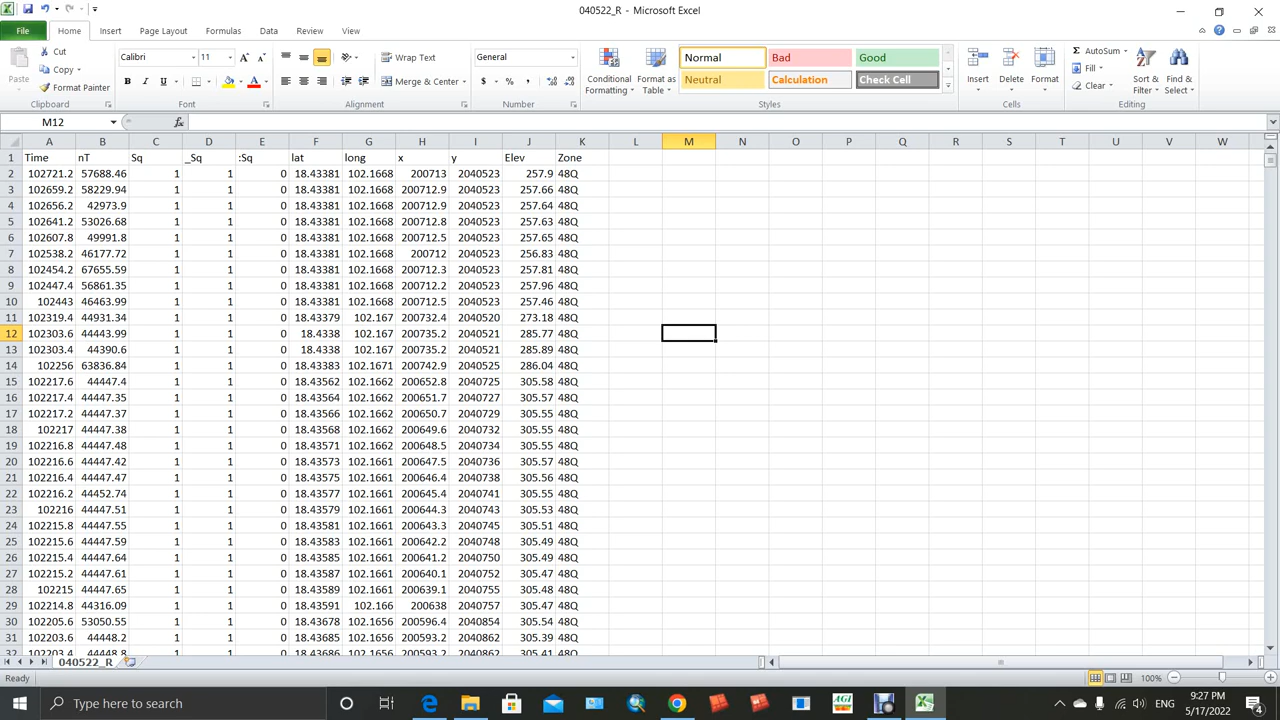 040522_R - Microsoft Excel
File Home Insert Page Layout Formulas Data Review View
Paste Cut Copy Format Painter Clipboard
Calibri 11 A A B I U A Font
Wrap Text Merge & Center Alignment
General $ % , Number
Conditional Formatting Format as Table
Normal Bad Good
Neutral Calculation Check Cell
Styles
Insert Delete Format Cells
AutoSum Fill Clear Sort & Filter Find & Select Editing
M12 fx
A B C D E F G H I J K L M N O P Q R S T U V W
1 Time nT Sq _Sq :Sq lat long x y Elev Zone
2 102721.2 57688.46 1 1 0 18.43381 102.1668 200713 2040523 257.9 48Q
3 102659.2 58229.94 1 1 0 18.43381 102.1668 200712.9 2040523 257.66 48Q
4 102656.2 42973.9 1 1 0 18.43381 102.1668 200712.9 2040523 257.64 48Q
5 102641.2 53026.68 1 1 0 18.43381 102.1668 200712.8 2040523 257.63 48Q
6 102607.8 49991.8 1 1 0 18.43381 102.1668 200712.5 2040523 257.65 48Q
7 102538.2 46177.72 1 1 0 18.43381 102.1668 200712 2040523 256.83 48Q
8 102454.2 67655.59 1 1 0 18.43381 102.1668 200712.3 2040523 257.81 48Q
9 102447.4 56861.35 1 1 0 18.43381 102.1668 200712.2 2040523 257.96 48Q
10 102443 46463.99 1 1 0 18.43381 102.1668 200712.5 2040523 257.46 48Q
11 102319.4 44931.34 1 1 0 18.43379 102.167 200732.4 2040520 273.18 48Q
12 102303.6 44443.99 1 1 0 18.4338 102.167 200735.2 2040521 285.77 48Q
13 102303.4 44390.6 1 1 0 18.4338 102.167 200735.2 2040521 285.89 48Q
14 102256 63836.84 1 1 0 18.43383 102.1671 200742.9 2040525 286.04 48Q
15 102217.6 44447.4 1 1 0 18.43562 102.1662 200652.8 2040725 305.58 48Q
16 102217.4 44447.35 1 1 0 18.43564 102.1662 200651.7 2040727 305.57 48Q
17 102217.2 44447.37 1 1 0 18.43566 102.1662 200650.7 2040729 305.55 48Q
18 102217 44447.38 1 1 0 18.43568 102.1662 200649.6 2040732 305.55 48Q
19 102216.8 44447.48 1 1 0 18.43571 102.1662 200648.5 2040734 305.55 48Q
20 102216.6 44447.42 1 1 0 18.43573 102.1661 200647.5 2040736 305.57 48Q
21 102216.4 44447.47 1 1 0 18.43575 102.1661 200646.4 2040738 305.56 48Q
22 102216.2 44452.74 1 1 0 18.43577 102.1661 200645.4 2040741 305.55 48Q
23 102216 44447.51 1 1 0 18.43579 102.1661 200644.3 2040743 305.53 48Q
24 102215.8 44447.55 1 1 0 18.43581 102.1661 200643.3 2040745 305.51 48Q
25 102215.6 44447.59 1 1 0 18.43583 102.1661 200642.2 2040748 305.49 48Q
26 102215.4 44447.64 1 1 0 18.43585 102.1661 200641.2 2040750 305.48 48Q
27 102215.2 44447.61 1 1 0 18.43587 102.1661 200640.1 2040752 305.47 48Q
28 102215 44447.65 1 1 0 18.43589 102.1661 200639.1 2040755 305.48 48Q
29 102214.8 44316.09 1 1 0 18.43591 102.166 200638 2040757 305.47 48Q
30 102205.6 53050.55 1 1 0 18.43678 102.1656 200596.4 2040854 305.54 48Q
31 102203.6 44448.2 1 1 0 18.43685 102.1656 200593.2 2040862 305.39 48Q
32 102203.4 44448.8 1 1 0 18.43686 102.1656 200593.2 2040862 305.41 48Q
040522_R
Ready 100%
Type here to search AGI ENG 9:27 PM
5/17/2022